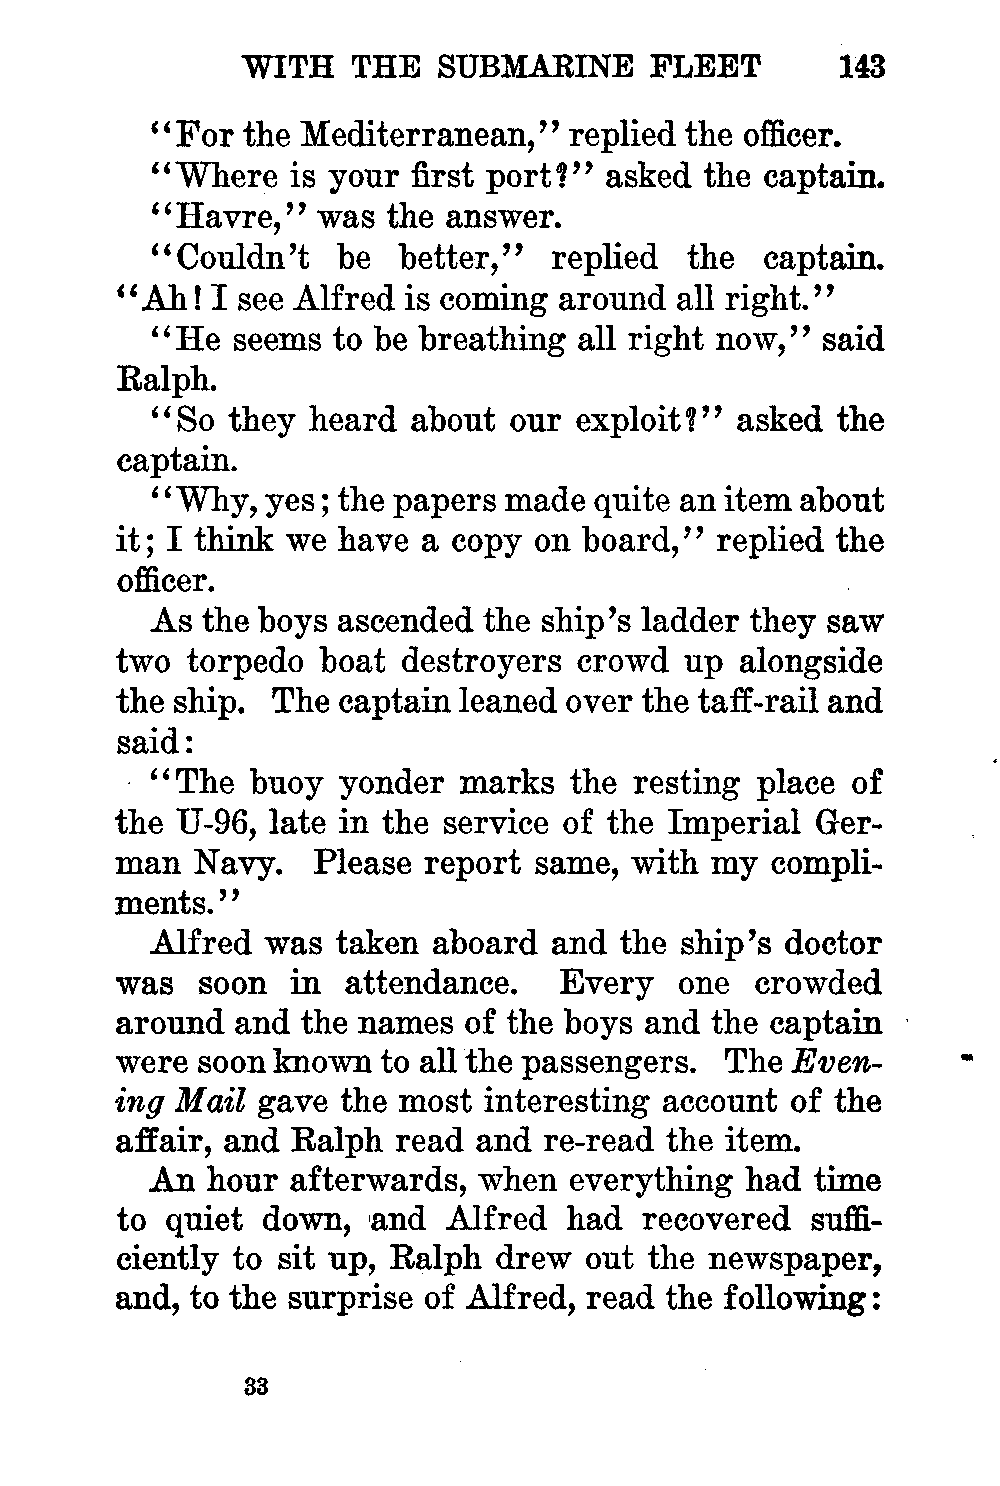 WITH THE SUBMARINE FLEET 143
"For the Mediterranean," replied the officer.
"Where is your first port?" asked the captain.
"Havre," was the answer.
"Couldn't be better," replied the captain.
"Ah! I see Alfred is coming around all right."
"He seems to be breathing all right now," said
Ralph.
"So they heard about our exploit?" asked the
captain.
"Why, yes; the papers made quite an item about
it; I think we have a copy on board," replied the
officer.
As the boys ascended the ship's ladder they saw
two torpedo boat destroyers crowd up alongside
the ship. The captain leaned over the taff-rail and
said:
"The buoy yonder marks the resting place of
the U-96, late in the service of the Imperial Ger-
man Navy. Please report same, with my compli-
ments."
Alfred was taken aboard and the ship's doctor
was soon in attendance. Every one crowded
around and the names of the boys and the captain
were soon known to all the passengers. The Even-
ing Mail gave the most interesting account of the
affair, and Ralph read and re-read the item.
An hour afterwards, when everything had time
to quiet down, and Alfred had recovered suffi-
ciently to sit up, Ralph drew out the newspaper,
and, to the surprise of Alfred, read the following:
33